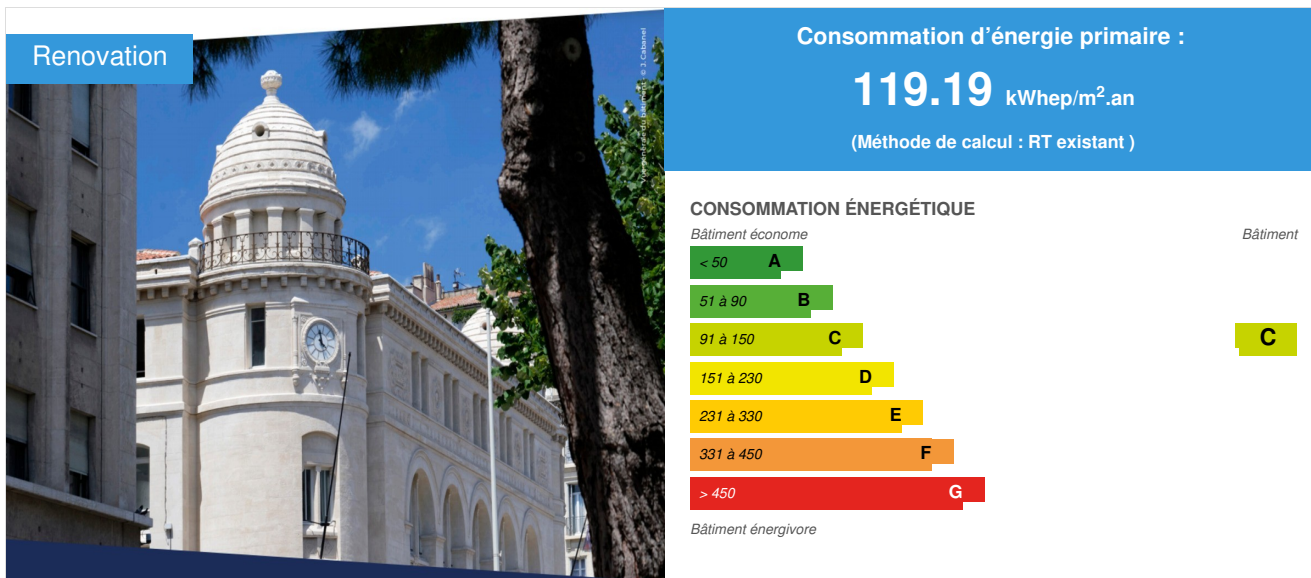 Renovation
© J. Cabanel
Consommation d'énergie primaire :
119.19 kWhep/m².an
(Méthode de calcul : RT existant )
CONSOMMATION ÉNERGÉTIQUE
Bâtiment économe
Bâtiment
< 50 A
51 à 90 B
91 à 150 C
C
151 à 230 D
231 à 330 E
331 à 450 F
> 450 G
Bâtiment énergivore